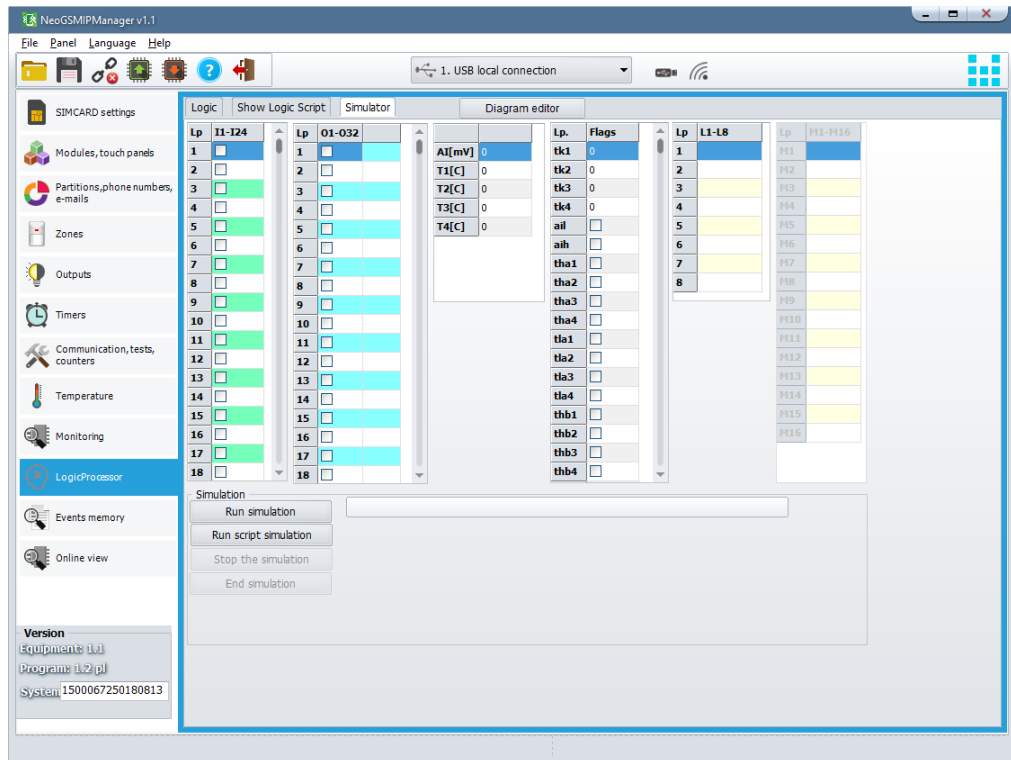 NeoGSMIPManager v1.1
File Panel Language Help
1. USB local connection
SIMCARD settings
Modules, touch panels
Partitions,phone numbers,
e-mails
Zones
Outputs
Timers
Communication, tests,
counters
Temperature
Monitoring
LogicProcessor
Events memory
Online view
Version
Equipment: 1.1
Program: 1.2 pl
System 1500067250180813
Logic Show Logic Script Simulator Diagram editor
Lp I1-I24
1
2
3
4
5
6
7
8
9
10
11
12
13
14
15
16
17
18
Lp O1-O32
1
2
3
4
5
6
7
8
9
10
11
12
13
14
15
16
17
18
AI[mV] 0
T1[C] 0
T2[C] 0
T3[C] 0
T4[C] 0
Lp. Flags
tk1 0
tk2 0
tk3 0
tk4 0
ail
aih
tha1
tha2
tha3
tha4
tla1
tla2
tla3
tla4
thb1
thb2
thb3
thb4
Lp L1-L8
1
2
3
4
5
6
7
8
Lp M1-M16
M1
M2
M3
M4
M5
M6
M7
M8
M9
M10
M11
M12
M13
M14
M15
M16
Simulation
Run simulation
Run script simulation
Stop the simulation
End simulation